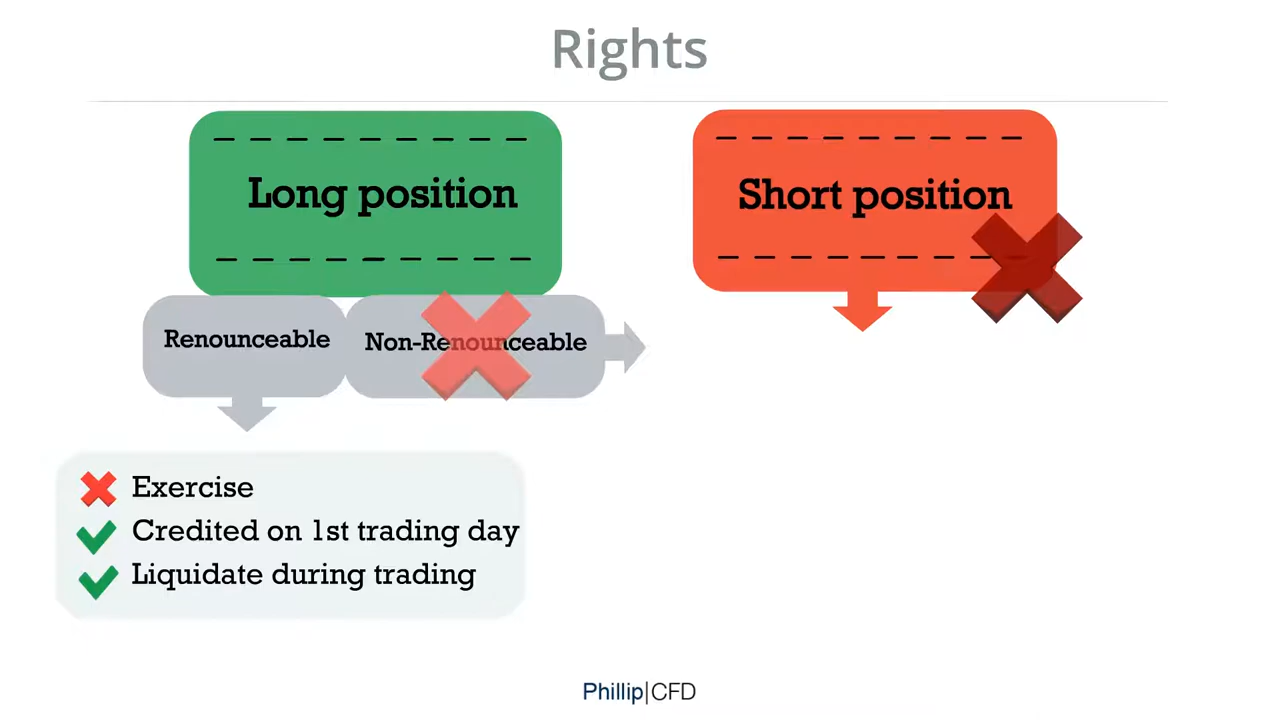 Rights
Long position
Short position
Renounceable
Non-Renounceable
Exercise
Credited on 1st trading day
Liquidate during trading
Phillip|CFD